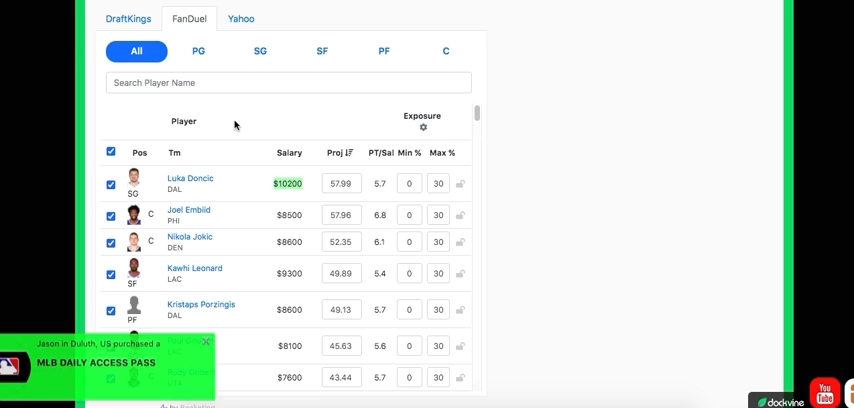 DraftKings FanDuel Yahoo
All PG SG SF PF C
Search Player Name
Player Exposure
Pos Tm Salary Proj PT/Sal Min % Max %
Luka Doncic
SG DAL $10200 57.99 5.7 0 30
Joel Embiid
C PHI $8500 57.96 6.8 0 30
Nikola Jokic
C DEN $8600 52.35 6.1 0 30
Kawhi Leonard
SF LAC $9300 49.89 5.4 0 30
Kristaps Porzingis
PF DAL $8600 49.13 5.7 0 30
$8100 45.63 5.6 0 30
$7600 43.44 5.7 0 30
Jason in Duluth, US purchased a
MLB DAILY ACCESS PASS
by
dockvine
You
Tube